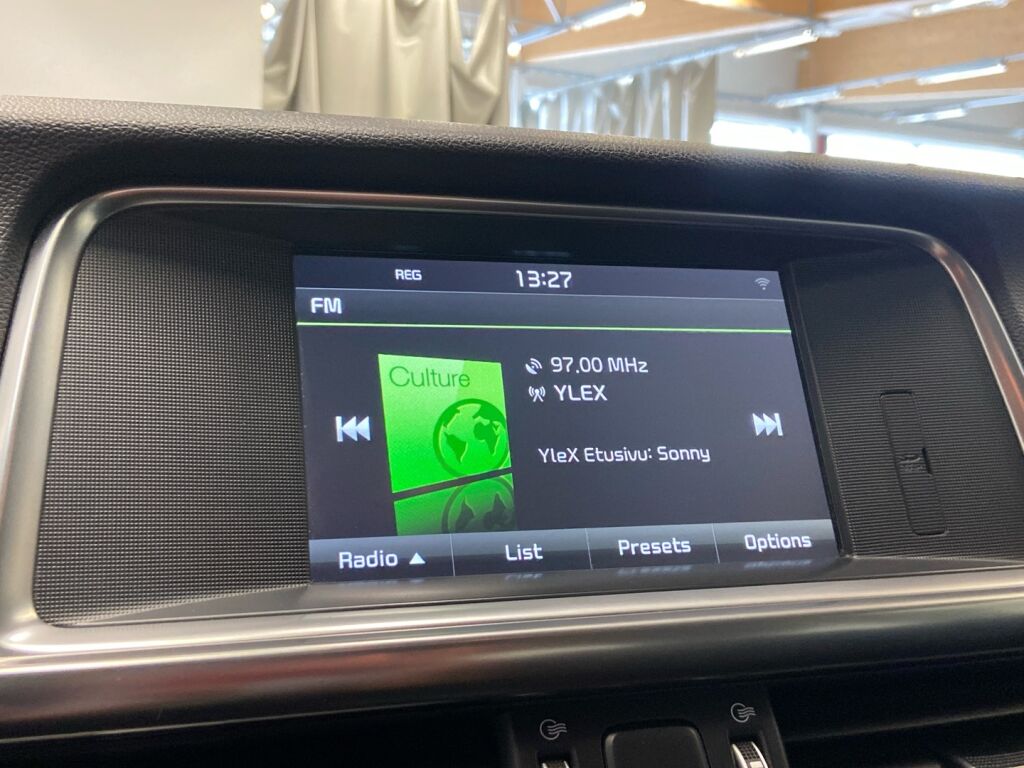 REG 13:27
FM
Culture
97.00 MHz
YLEX
YleX Etusivu: Sonny
Radio ▲ List Presets Options